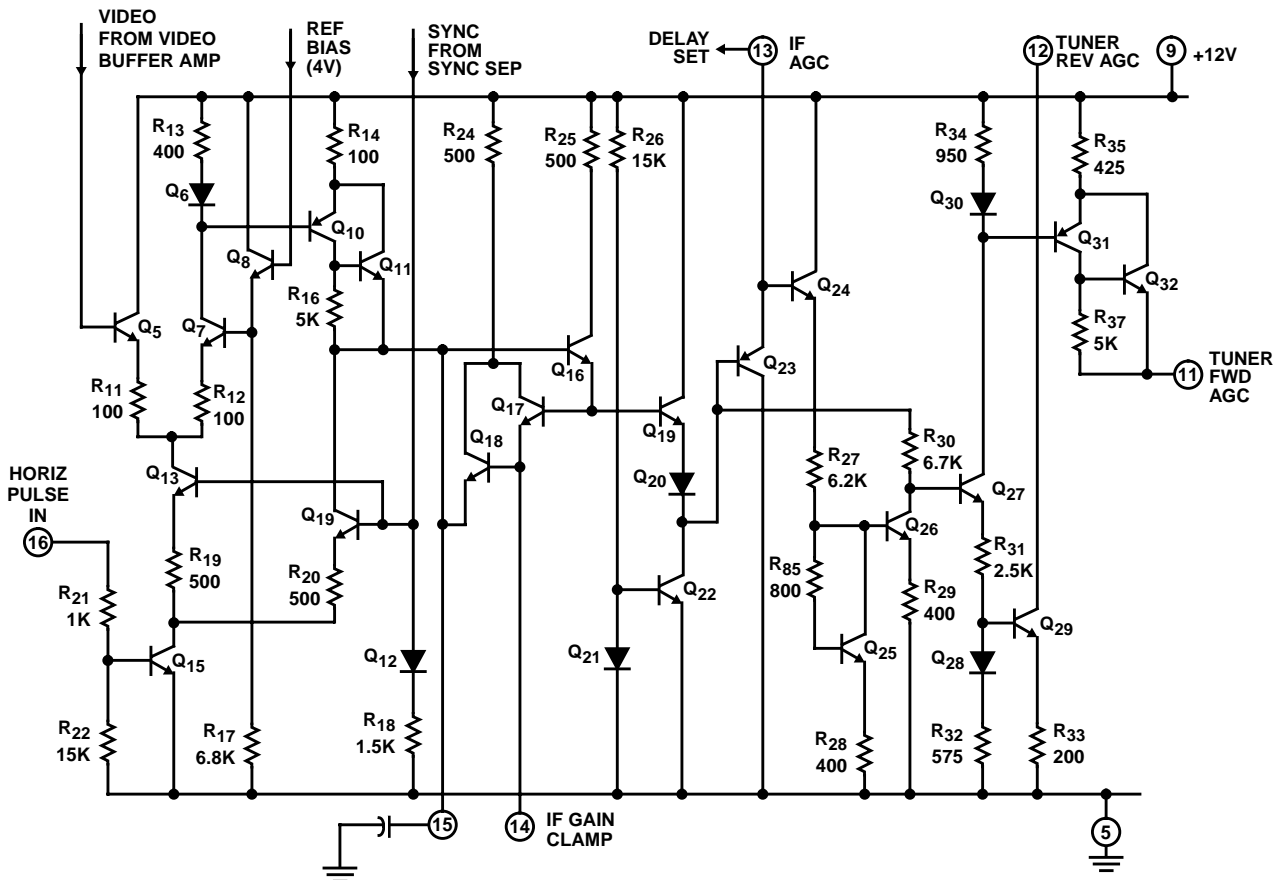 VIDEO
FROM VIDEO
BUFFER AMP
REF
BIAS
(4V)
SYNC
FROM
SYNC SEP
DELAY
SET
13
IF
AGC
12
TUNER
REV AGC
9
+12V
R13
400
R14
100
R24
500
R25
500
R26
15K
R34
950
R35
425
Q6
Q30
Q10
Q31
Q8
Q11
Q24
Q32
R16
5K
R37
5K
Q5
Q7
Q16
Q23
11
TUNER
FWD
AGC
R11
100
R12
100
Q17
Q19
Q18
R30
6.7K
HORIZ
PULSE
IN
16
Q13
Q20
R27
6.2K
Q27
Q19
Q26
R19
500
R20
500
R85
800
R29
400
R31
2.5K
R21
1K
Q22
Q29
Q15
Q12
Q21
Q25
Q28
R22
15K
R17
6.8K
R18
1.5K
R28
400
R32
575
R33
200
15
14
IF GAIN
CLAMP
5